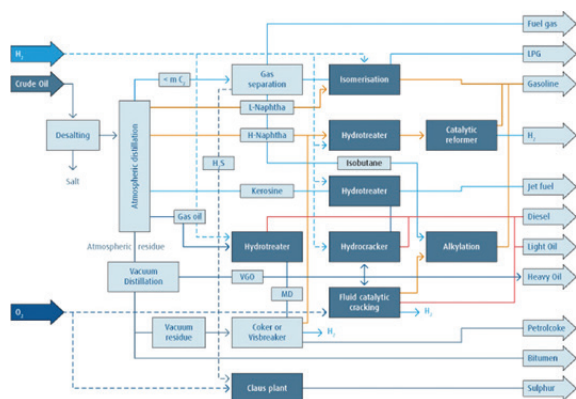 Fuel gas
H₂
< m C₂
Gas
separation
Isomerisation
LPG
Crude Oil
Gasoline
L-Naphtha
Desalting
Atmospheric distillation
H-Naphtha
Hydrotreater
Catalytic
reformer
H₂
H₂S
Isobutane
Salt
Kerosine
Hydrotreater
Jet fuel
Gas oil
Diesel
Atmospheric
residue
Hydrotreater
Hydrocracker
Alkylation
Light Oil
Vacuum
Distillation
VGO
Heavy Oil
MD
Fluid catalytic
cracking
O₂
H₂
Vacuum
residue
Coker or
Visbreaker
H₂
Petrolcoke
Bitumen
Claus plant
Sulphur